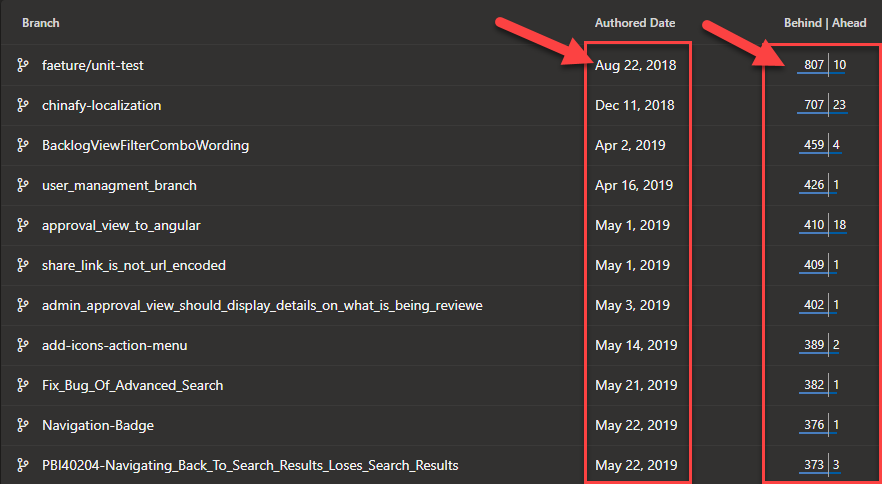 Branch Authored Date Behind | Ahead
faeture/unit-test Aug 22, 2018 807 10
chinafy-localization Dec 11, 2018 707 23
BacklogViewFilterComboWording Apr 2, 2019 459 4
user_managment_branch Apr 16, 2019 426 1
approval_view_to_angular May 1, 2019 410 18
share_link_is_not_url_encoded May 1, 2019 409 1
admin_approval_view_should_display_details_on_what_is_being_reviewe May 3, 2019 402 1
add-icons-action-menu May 14, 2019 389 2
Fix_Bug_Of_Advanced_Search May 21, 2019 382 1
Navigation-Badge May 22, 2019 376 1
PBI40204-Navigating_Back_To_Search_Results_Loses_Search_Results May 22, 2019 373 3